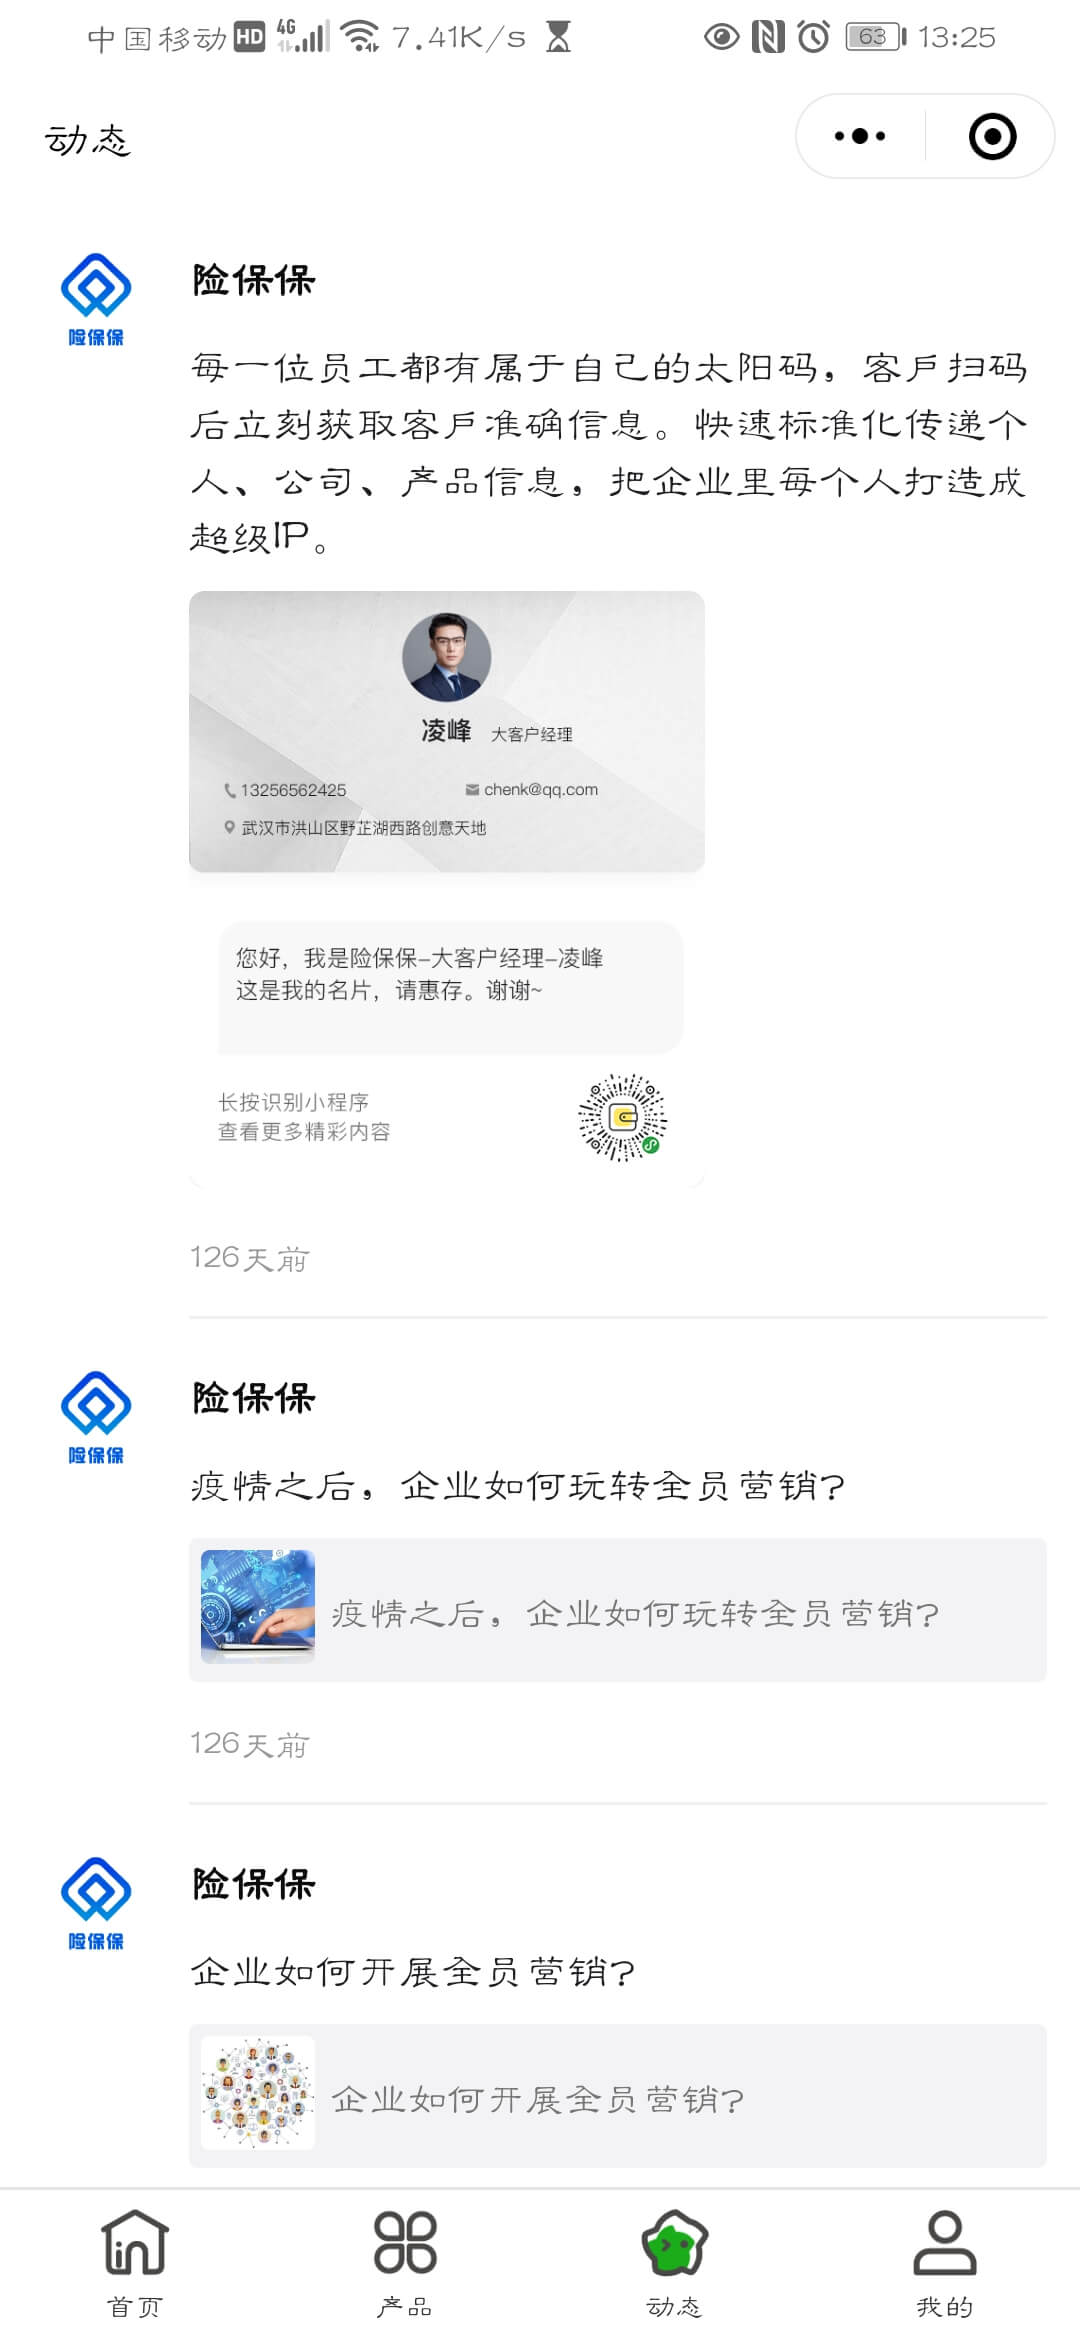 中国移动 HD 4G 7.41K/s 63 13:25
动态
险保保
险保保
每一位员工都有属于自己的太阳码，客户扫码
后立刻获取客户准确信息。快速标准化传递个
人、公司、产品信息，把企业里每个人打造成
超级IP。
凌峰 大客户经理
13256562425 chenk@qq.com
武汉市洪山区野芷湖西路创意天地
您好，我是险保保-大客户经理-凌峰
这是我的名片，请惠存。谢谢~
长按识别小程序
查看更多精彩内容
126天前
险保保
险保保
疫情之后，企业如何玩转全员营销?
疫情之后，企业如何玩转全员营销?
126天前
险保保
险保保
企业如何开展全员营销?
企业如何开展全员营销?
首页 产品 动态 我的